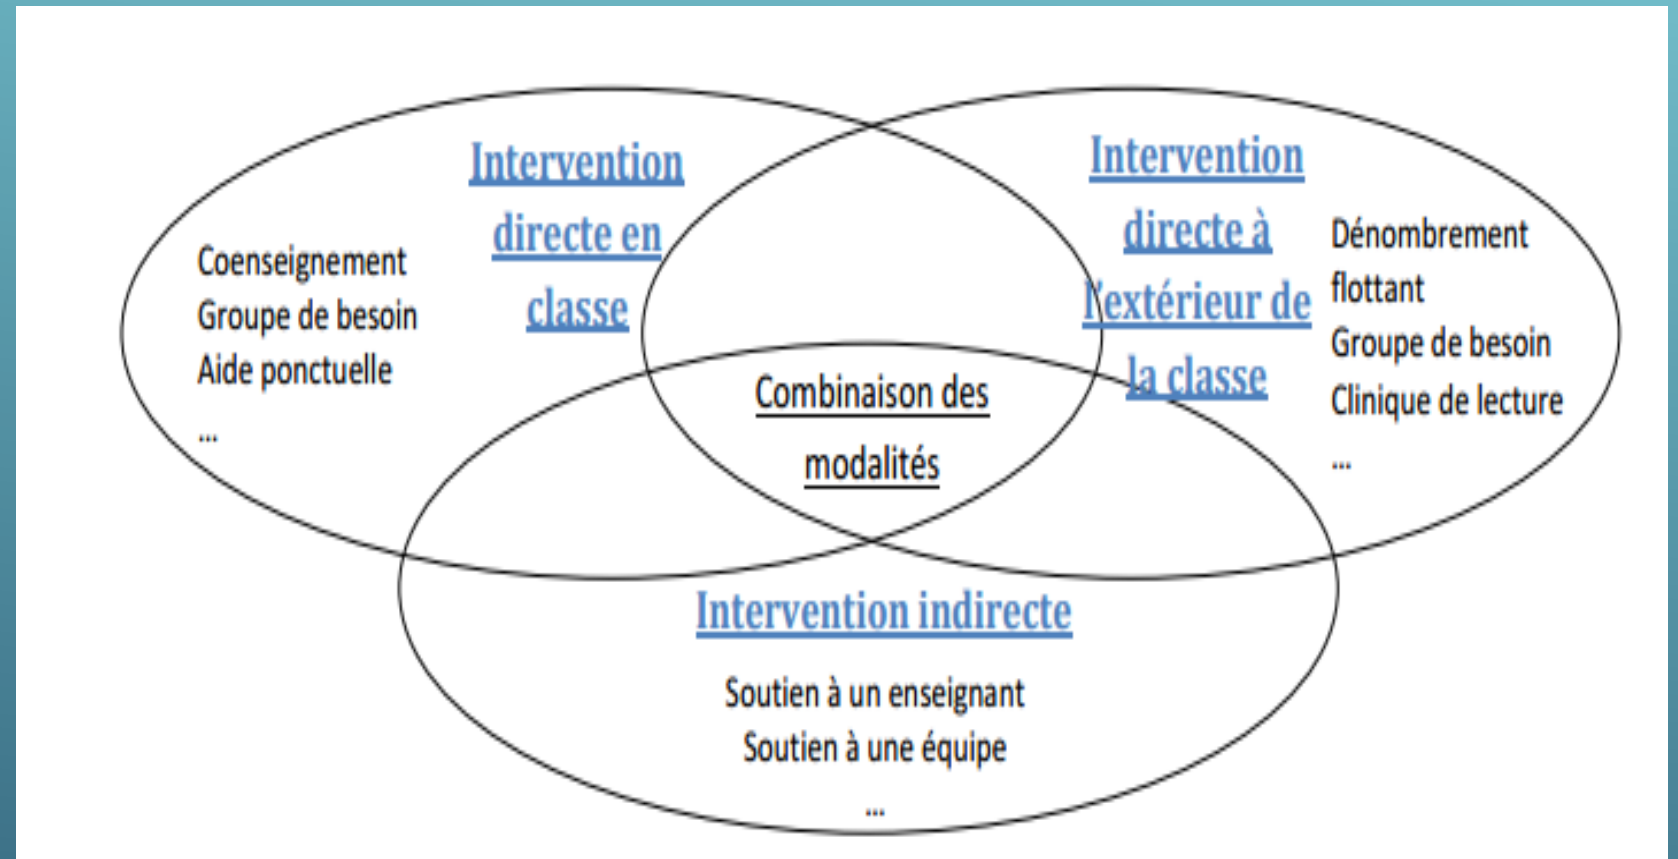 Intervention
directe en
classe
Coenseignement
Groupe de besoin
Aide ponctuelle
...
Intervention
directe à
l'extérieur de
la classe
Dénombrement
flottant
Groupe de besoin
Clinique de lecture
...
Combinaison des
modalités
Intervention indirecte
Soutien à un enseignant
Soutien à une équipe
...